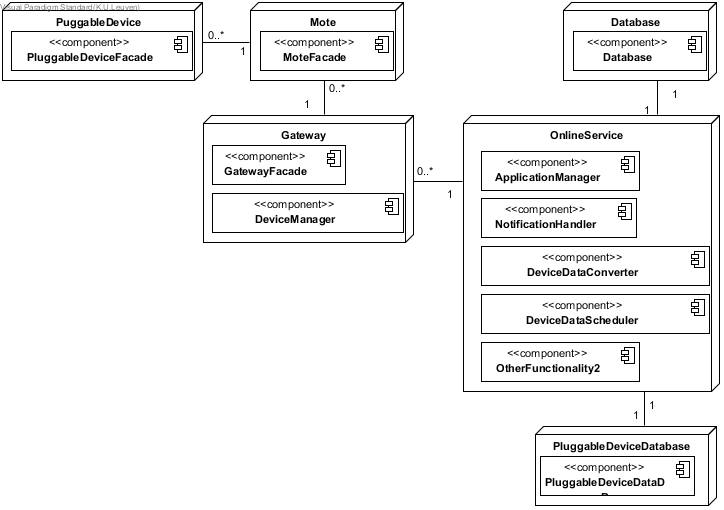 Visual Paradigm Standard(K.U.Leuven)
PuggableDevice
<<component>>
PluggableDeviceFacade
0..*
1
Mote
<<component>>
MoteFacade
0..*
1
Database
<<component>>
Database
1
1
Gateway
<<component>>
GatewayFacade
<<component>>
DeviceManager
0..*
1
OnlineService
<<component>>
ApplicationManager
<<component>>
NotificationHandler
<<component>>
DeviceDataConverter
<<component>>
DeviceDataScheduler
<<component>>
OtherFunctionality2
1
1
PluggableDeviceDatabase
<<component>>
PluggableDeviceDataD